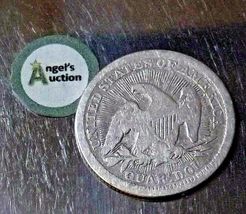 Angel's
Auction
UNITED STATES OF AMERICA
QUAR. DOL.